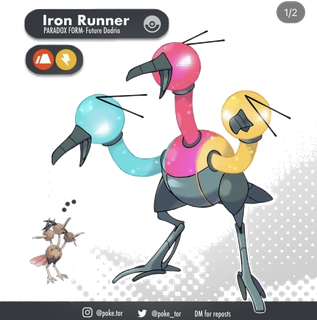 Iron Runner
PARADOX FORM- Future Dodrio
1/2
@poke.tor
@poke_tor
DM for reposts